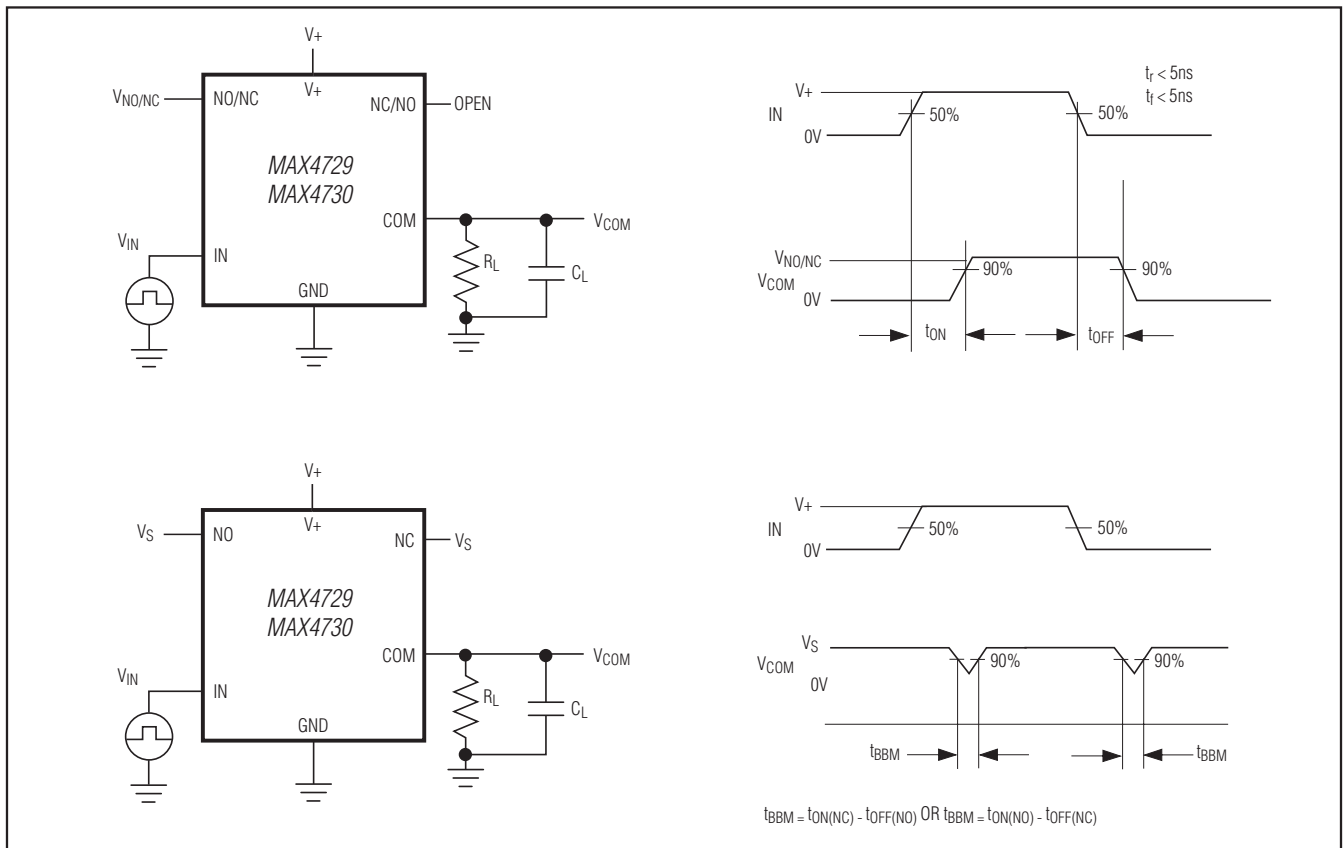 V+
V+
VNO/NC
NO/NC
NC/NO
OPEN
MAX4729
MAX4730
COM
VCOM
VIN
IN
RL
CL
GND
tr < 5ns
tf < 5ns
V+
IN
0V
50%
50%
VNO/NC
VCOM
0V
90%
90%
tON
tOFF
V+
V+
VS
NO
NC
VS
MAX4729
MAX4730
COM
VCOM
VIN
IN
RL
CL
GND
V+
IN
0V
50%
50%
VS
VCOM
0V
90%
90%
tBBM
tBBM
tBBM = tON(NC) - tOFF(NO) OR tBBM = tON(NO) - tOFF(NC)